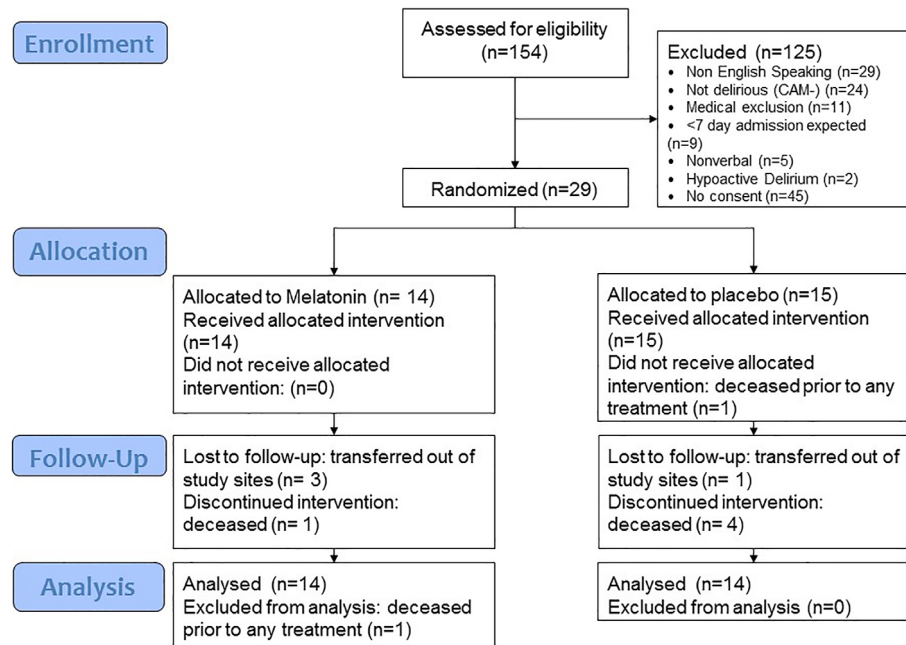 Enrollment
Assessed for eligibility
(n=154)
Excluded (n=125)
• Non English Speaking (n=29)
• Not delirious (CAM-) (n=24)
• Medical exclusion (n=11)
• <7 day admission expected
(n=9)
• Nonverbal (n=5)
• Hypoactive Delirium (n=2)
• No consent (n=45)
Randomized (n=29)
Allocation
Allocated to Melatonin (n= 14)
Received allocated intervention
(n=14)
Did not receive allocated
intervention: (n=0)
Allocated to placebo (n=15)
Received allocated intervention
(n=15)
Did not receive allocated
intervention: deceased prior to any
treatment (n=1)
Follow-Up
Lost to follow-up: transferred out of
study sites (n= 3)
Discontinued intervention:
deceased (n= 1)
Lost to follow-up: transferred out of
study sites (n= 1)
Discontinued intervention:
deceased (n= 4)
Analysis
Analysed (n=14)
Excluded from analysis: deceased
prior to any treatment (n=1)
Analysed (n=14)
Excluded from analysis (n=0)